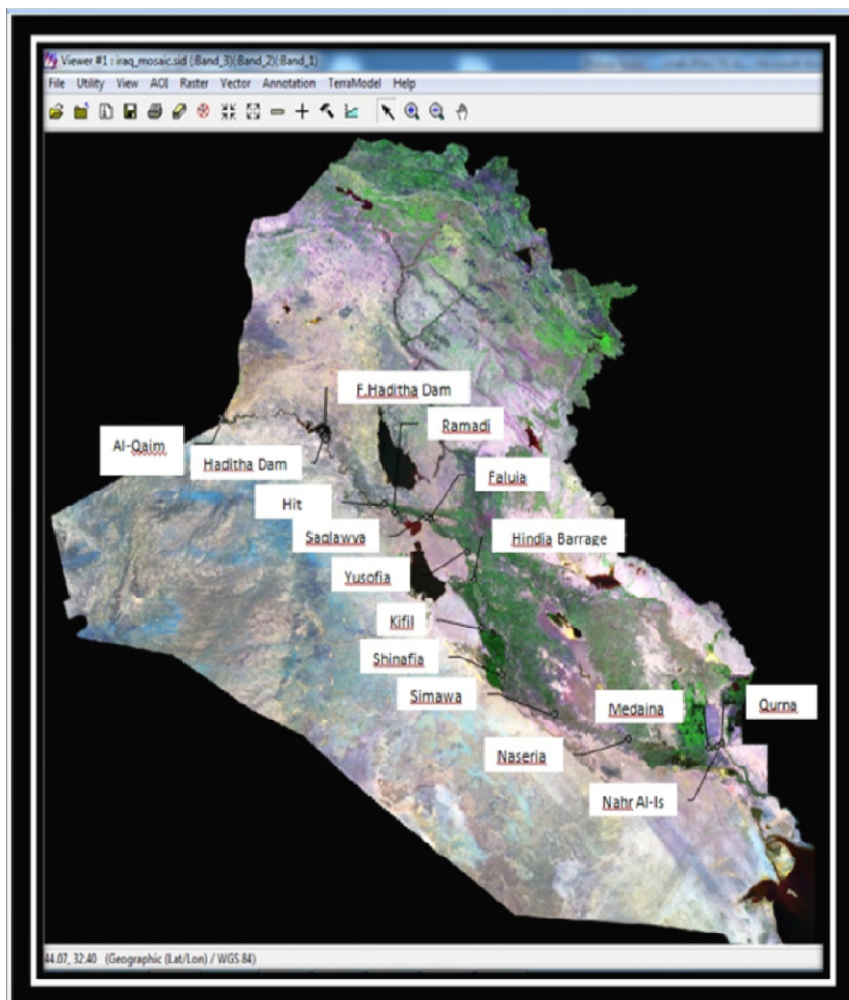 Viewer #1 : iraq_mosaic.sid (:Band_3)(:Band_2)(:Band_1)
File Utility View AOI Raster Vector Annotation TerraModel Help
F.Haditha Dam
Ramadi
Al-Qaim
Haditha Dam
Faluia
Hit
Saqlawya
Hindia Barrage
Yusofia
Kifil
Shinafia
Simawa
Medaina
Qurna
Naseria
Nahr Al-Is
44.07, 32.40 (Geographic (Lat/Lon) / WGS 84)